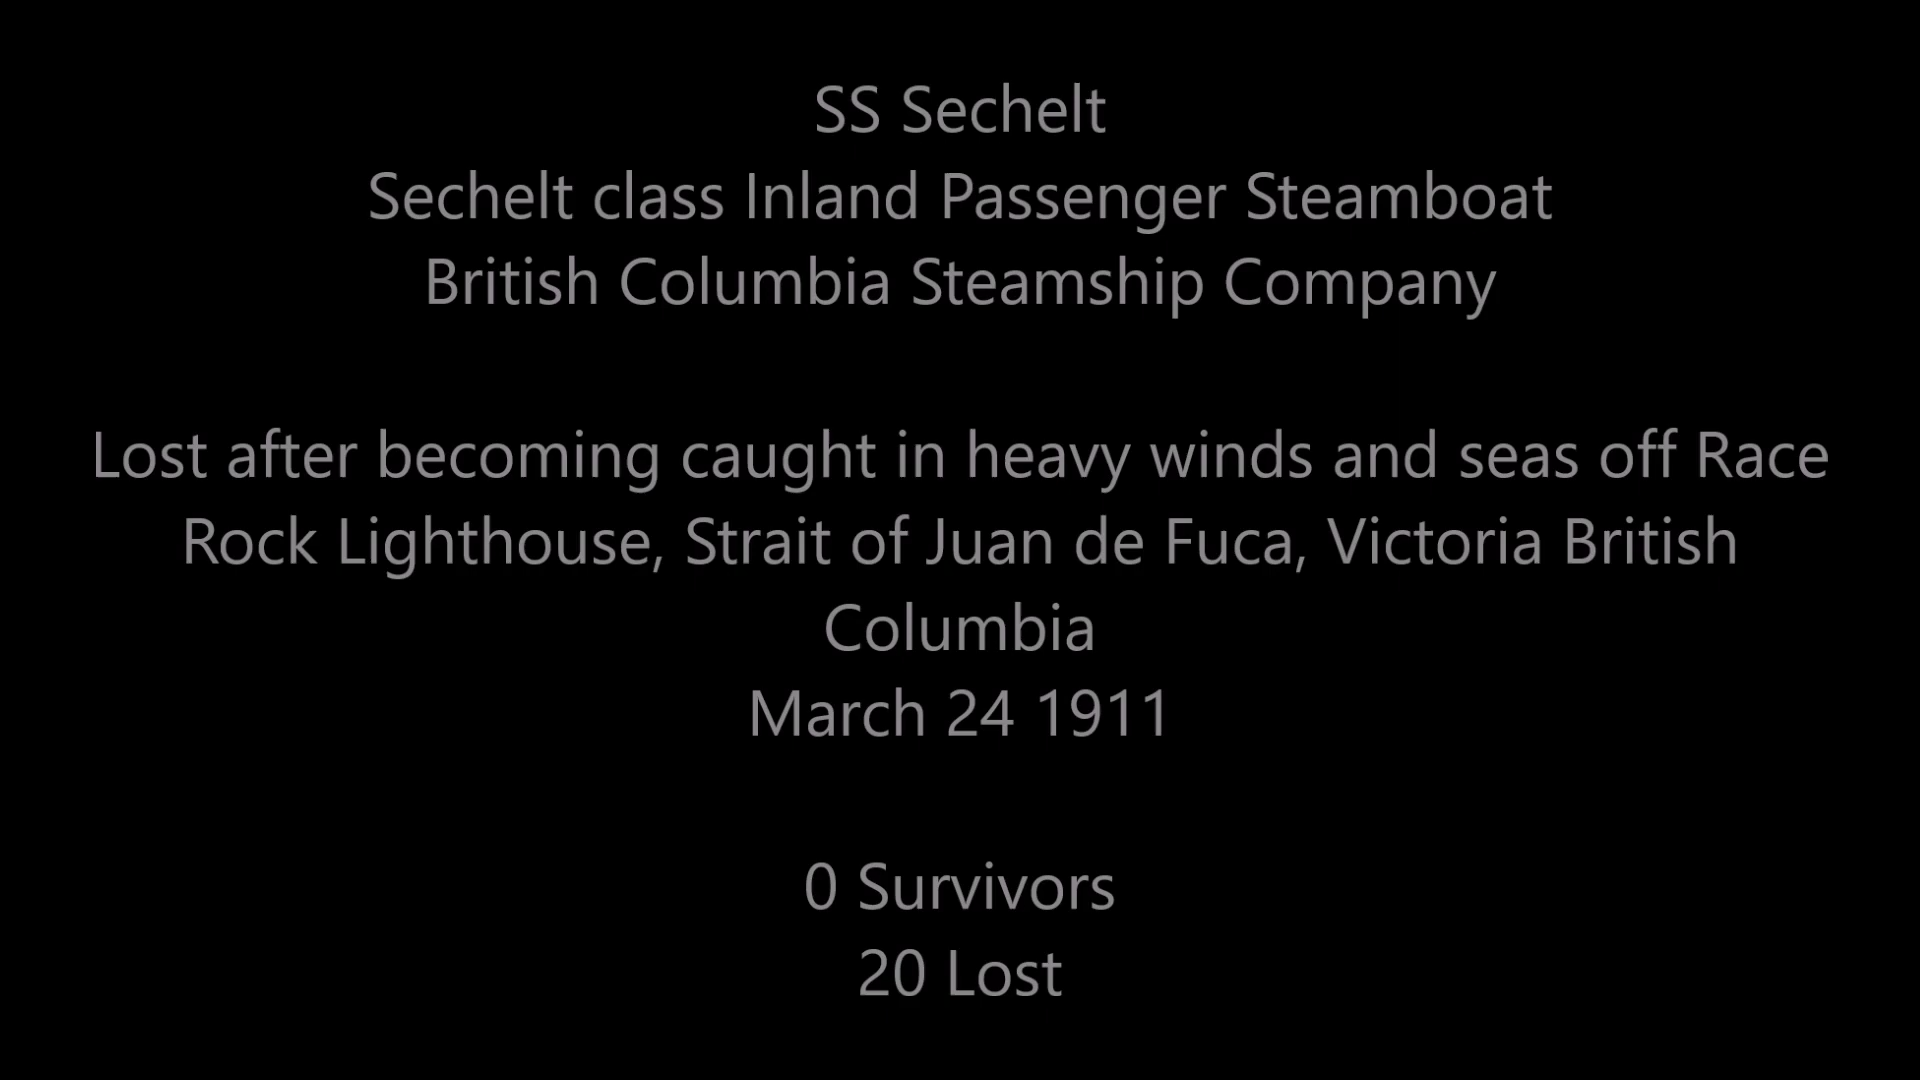 SS Sechelt
Sechelt class Inland Passenger Steamboat
British Columbia Steamship Company
Lost after becoming caught in heavy winds and seas off Race
Rock Lighthouse, Strait of Juan de Fuca, Victoria British
Columbia
March 24 1911
0 Survivors
20 Lost